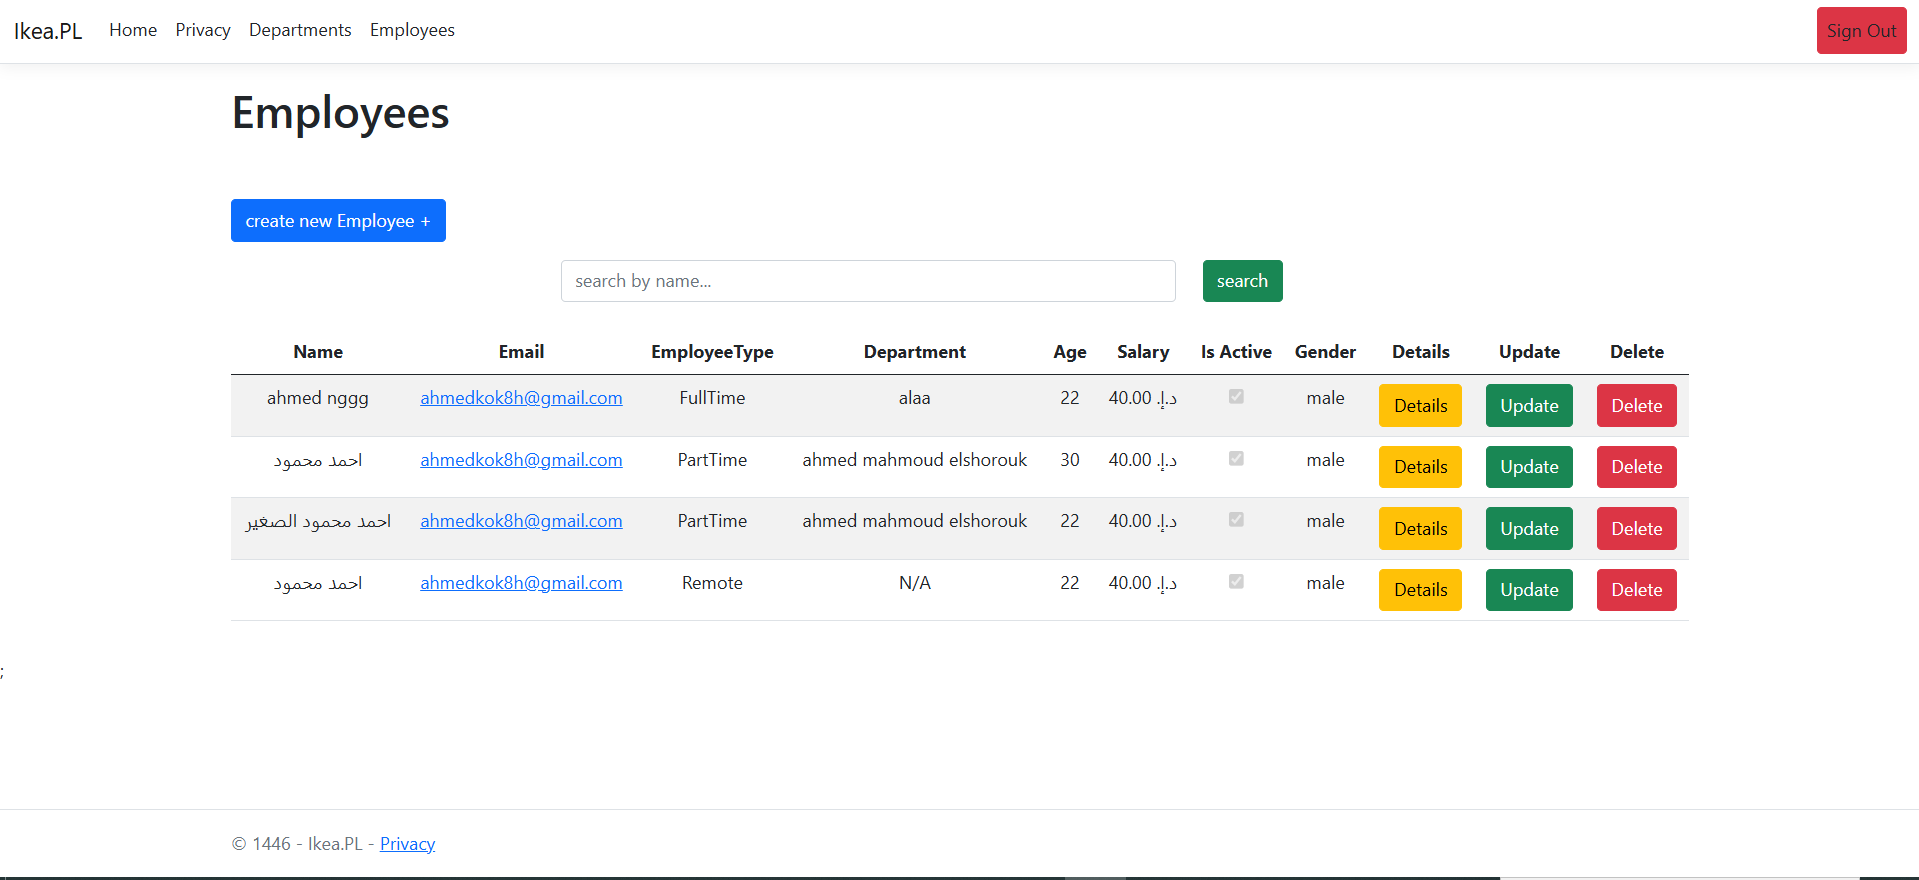 Ikea.PL Home Privacy Departments Employees Sign Out
Employees
create new Employee +
search by name... search
Name Email EmployeeType Department Age Salary Is Active Gender Details Update Delete
ahmed nggg ahmedkok8h@gmail.com FullTime alaa 22 د.إ. 40.00 male Details Update Delete
احمد محمود ahmedkok8h@gmail.com PartTime ahmed mahmoud elshorouk 30 د.إ. 40.00 male Details Update Delete
احمد محمود الصغير ahmedkok8h@gmail.com PartTime ahmed mahmoud elshorouk 22 د.إ. 40.00 male Details Update Delete
احمد محمود ahmedkok8h@gmail.com Remote N/A 22 د.إ. 40.00 male Details Update Delete
;
© 1446 - Ikea.PL - Privacy